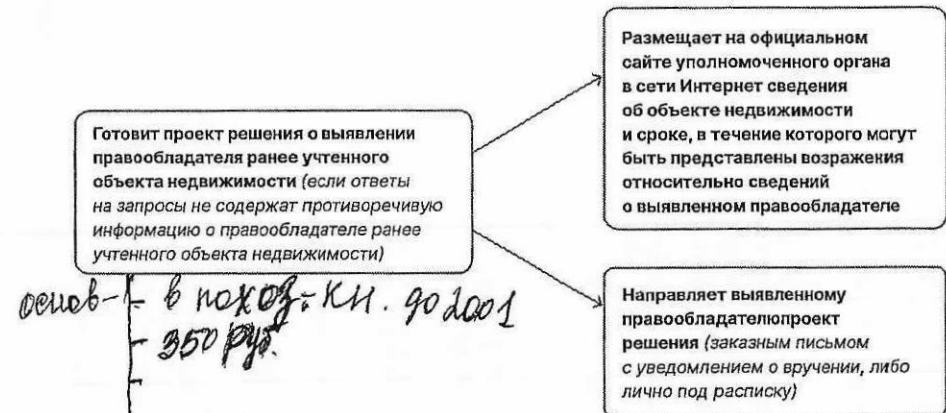 Готовит проект решения о выявлении
правообладателя ранее учтенного
объекта недвижимости (если ответы
на запросы не содержат противоречивую
информацию о правообладателе ранее
учтенного объекта недвижимости)
Размещает на официальном
сайте уполномоченного органа
в сети Интернет сведения
об объекте недвижимости
и сроке, в течение которого могут
быть представлены возражения
относительно сведений
о выявленном правообладателе
Направляет выявленному
правообладателюпроект
решения (заказным письмом
с уведомлением о вручении, либо
лично под расписку)
основ-
- в похоз. кн. до 2001
- 350 руб.